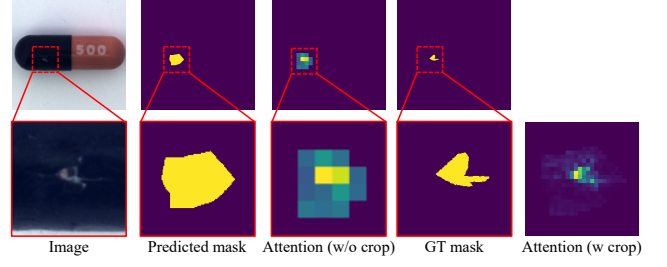 500
Image
Predicted mask
Attention (w/o crop)
GT mask
Attention (w crop)